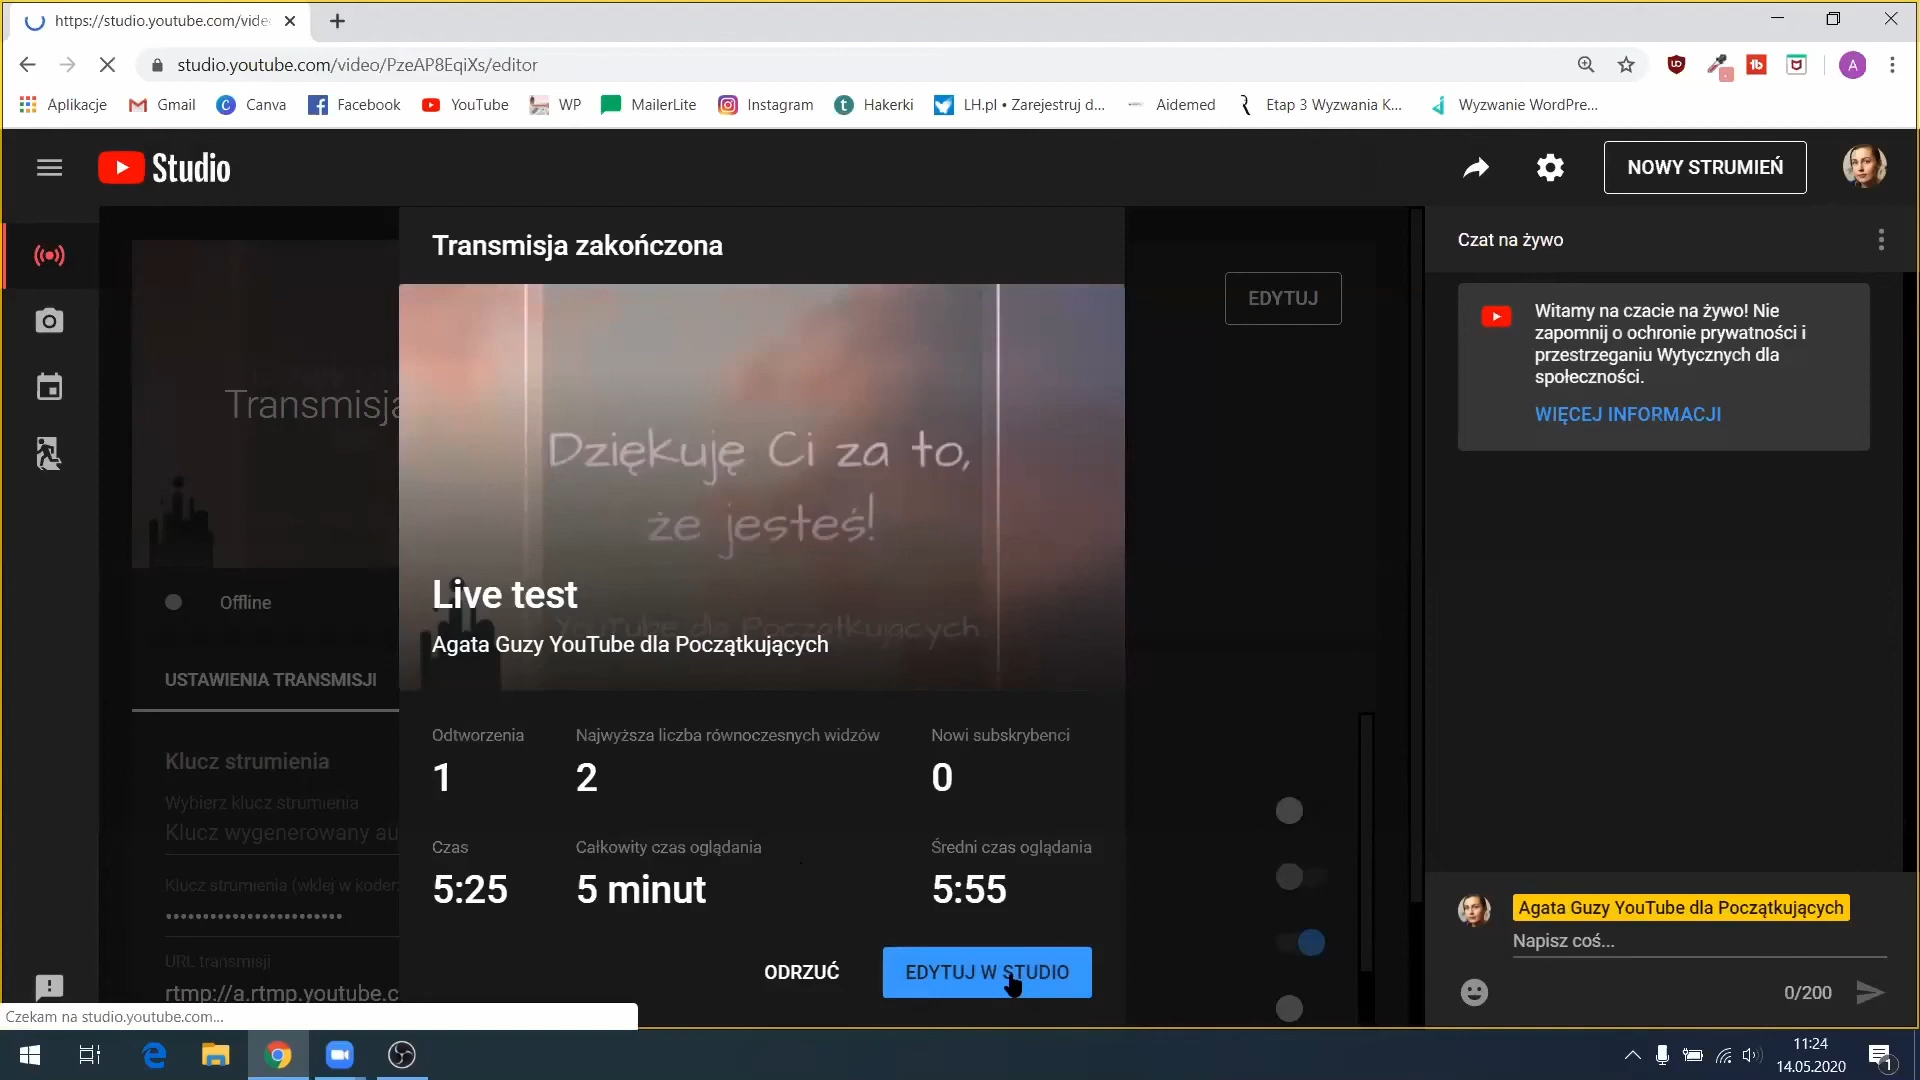 https://studio.youtube.com/vide
studio.youtube.com/video/PzeAP8EqiXs/editor
Aplikacje
Gmail
Canva
Facebook
YouTube
WP
MailerLite
Instagram
Hakerki
LH.pl • Zarejestruj d...
Aidemed
Etap 3 Wyzwania K...
Wyzwanie WordPre...
Studio
NOWY STRUMIEŃ
Transmisja zakończona
EDYTUJ
Czat na żywo
Witamy na czacie na żywo! Nie
zapomnij o ochronie prywatności i
przestrzeganiu Wytycznych dla
społeczności.
WIĘCEJ INFORMACJI
Transmisja
Dziękuję Ci za to,
że jesteś!
YouTube dla Początkujących
Live test
Agata Guzy YouTube dla Początkujących
Offline
USTAWIENIA TRANSMISJI
Odtworzenia
1
Najwyższa liczba równoczesnych widzów
2
Nowi subskrybenci
0
Czas
5:25
Całkowity czas oglądania
5 minut
Średni czas oglądania
5:55
ODRZUĆ
EDYTUJ W STUDIO
Klucz strumienia
Wybierz klucz strumienia
Klucz wygenerowany au
Klucz strumienia (wklej w koder
••••••••••••••••••••••••
URL transmisji
rtmp://a.rtmp.youtube.c
Agata Guzy YouTube dla Początkujących
Napisz coś...
0/200
Czekam na studio.youtube.com...
11:24
14.05.2020
1